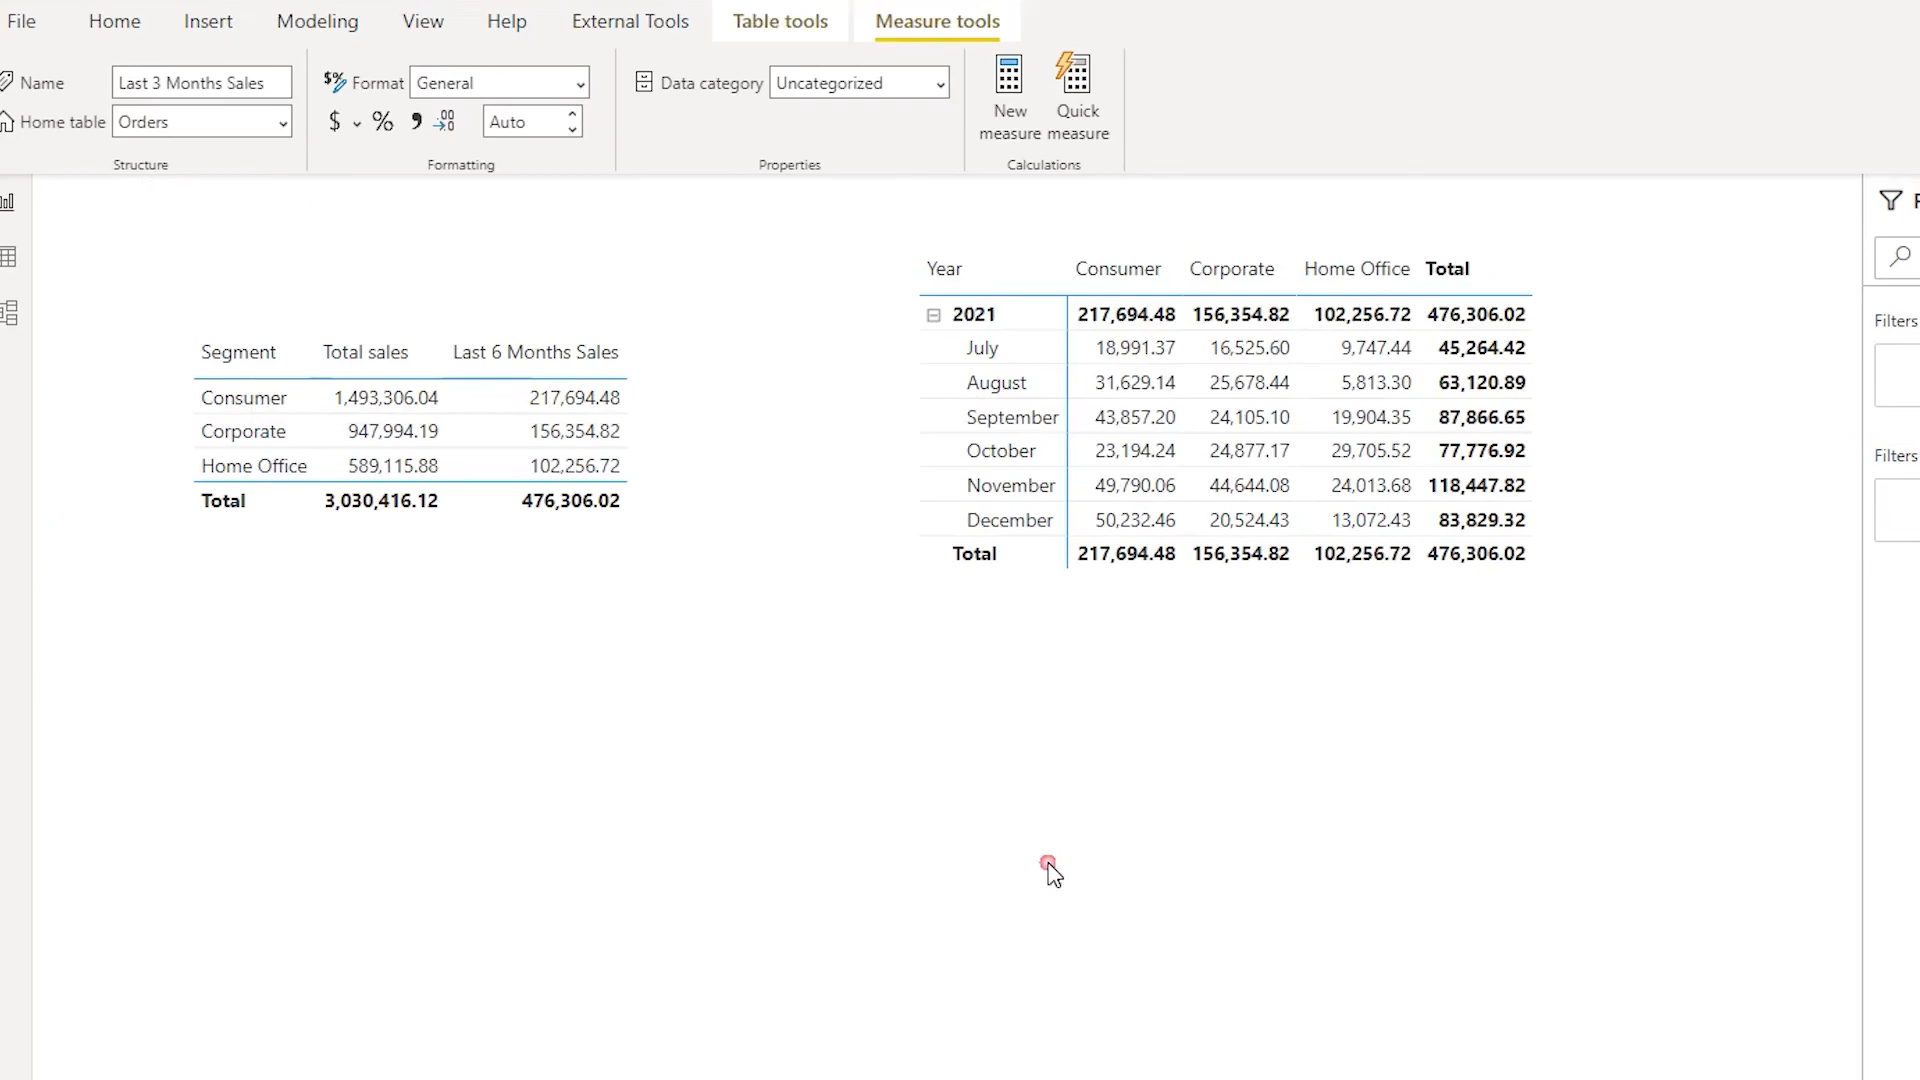 File Home Insert Modeling View Help External Tools Table tools Measure tools
Name Last 3 Months Sales
Home table Orders
Structure
$% Format General
$ % 9 .00 Auto
Formatting
Data category Uncategorized
Properties
New measure
Quick measure
Calculations
Segment Total sales Last 6 Months Sales
Consumer 1,493,306.04 217,694.48
Corporate 947,994.19 156,354.82
Home Office 589,115.88 102,256.72
Total 3,030,416.12 476,306.02
Year Consumer Corporate Home Office Total
2021 217,694.48 156,354.82 102,256.72 476,306.02
July 18,991.37 16,525.60 9,747.44 45,264.42
August 31,629.14 25,678.44 5,813.30 63,120.89
September 43,857.20 24,105.10 19,904.35 87,866.65
October 23,194.24 24,877.17 29,705.52 77,776.92
November 49,790.06 44,644.08 24,013.68 118,447.82
December 50,232.46 20,524.43 13,072.43 83,829.32
Total 217,694.48 156,354.82 102,256.72 476,306.02
Filters
Filters